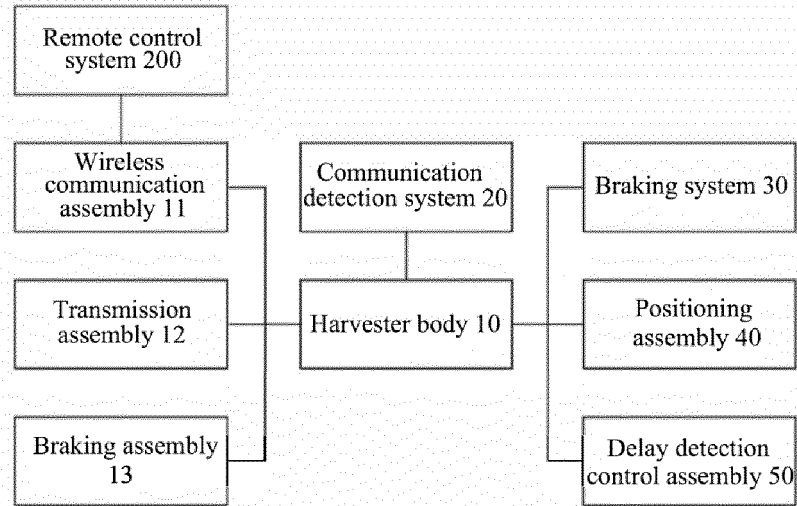 Remote control
system 200
Wireless
communication
assembly 11
Communication
detection system 20
Braking system 30
Transmission
assembly 12
Harvester body 10
Positioning
assembly 40
Braking assembly
13
Delay detection
control assembly 50